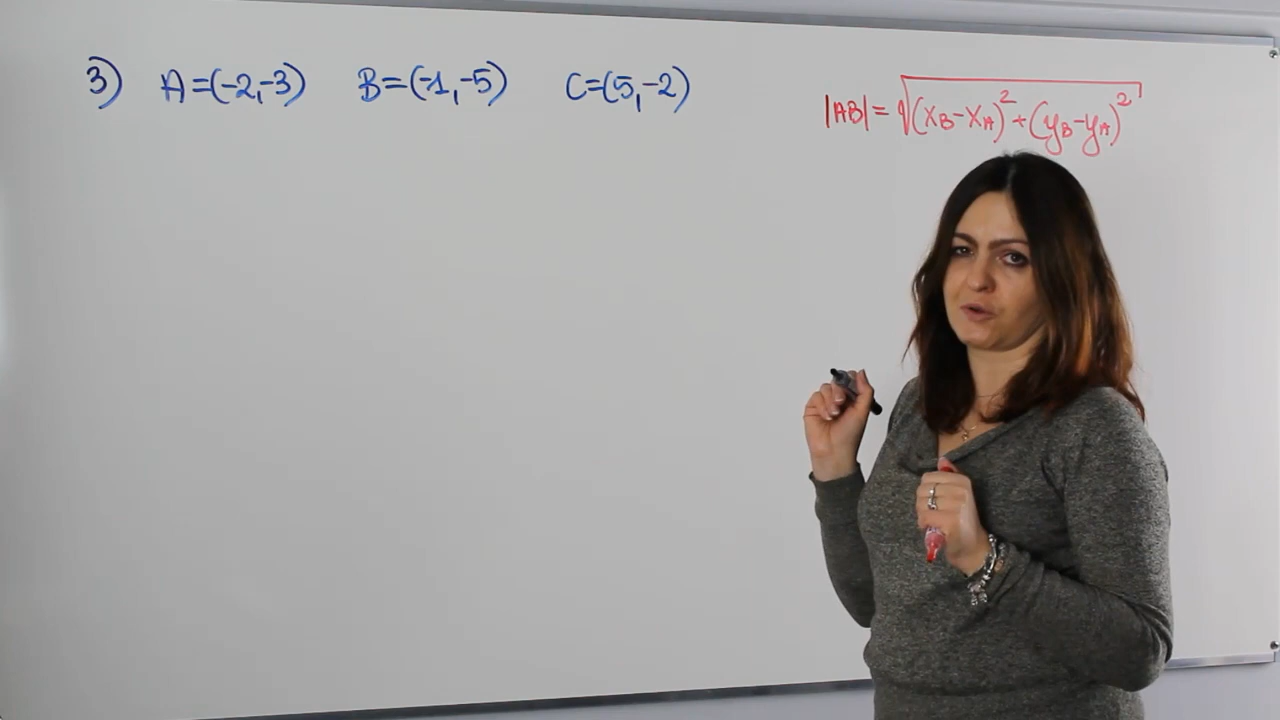 3) A=(-2,-3) B=(-1,-5) C=(5,-2)
|AB|=√(x_B-x_A)²+(y_B-y_A)²